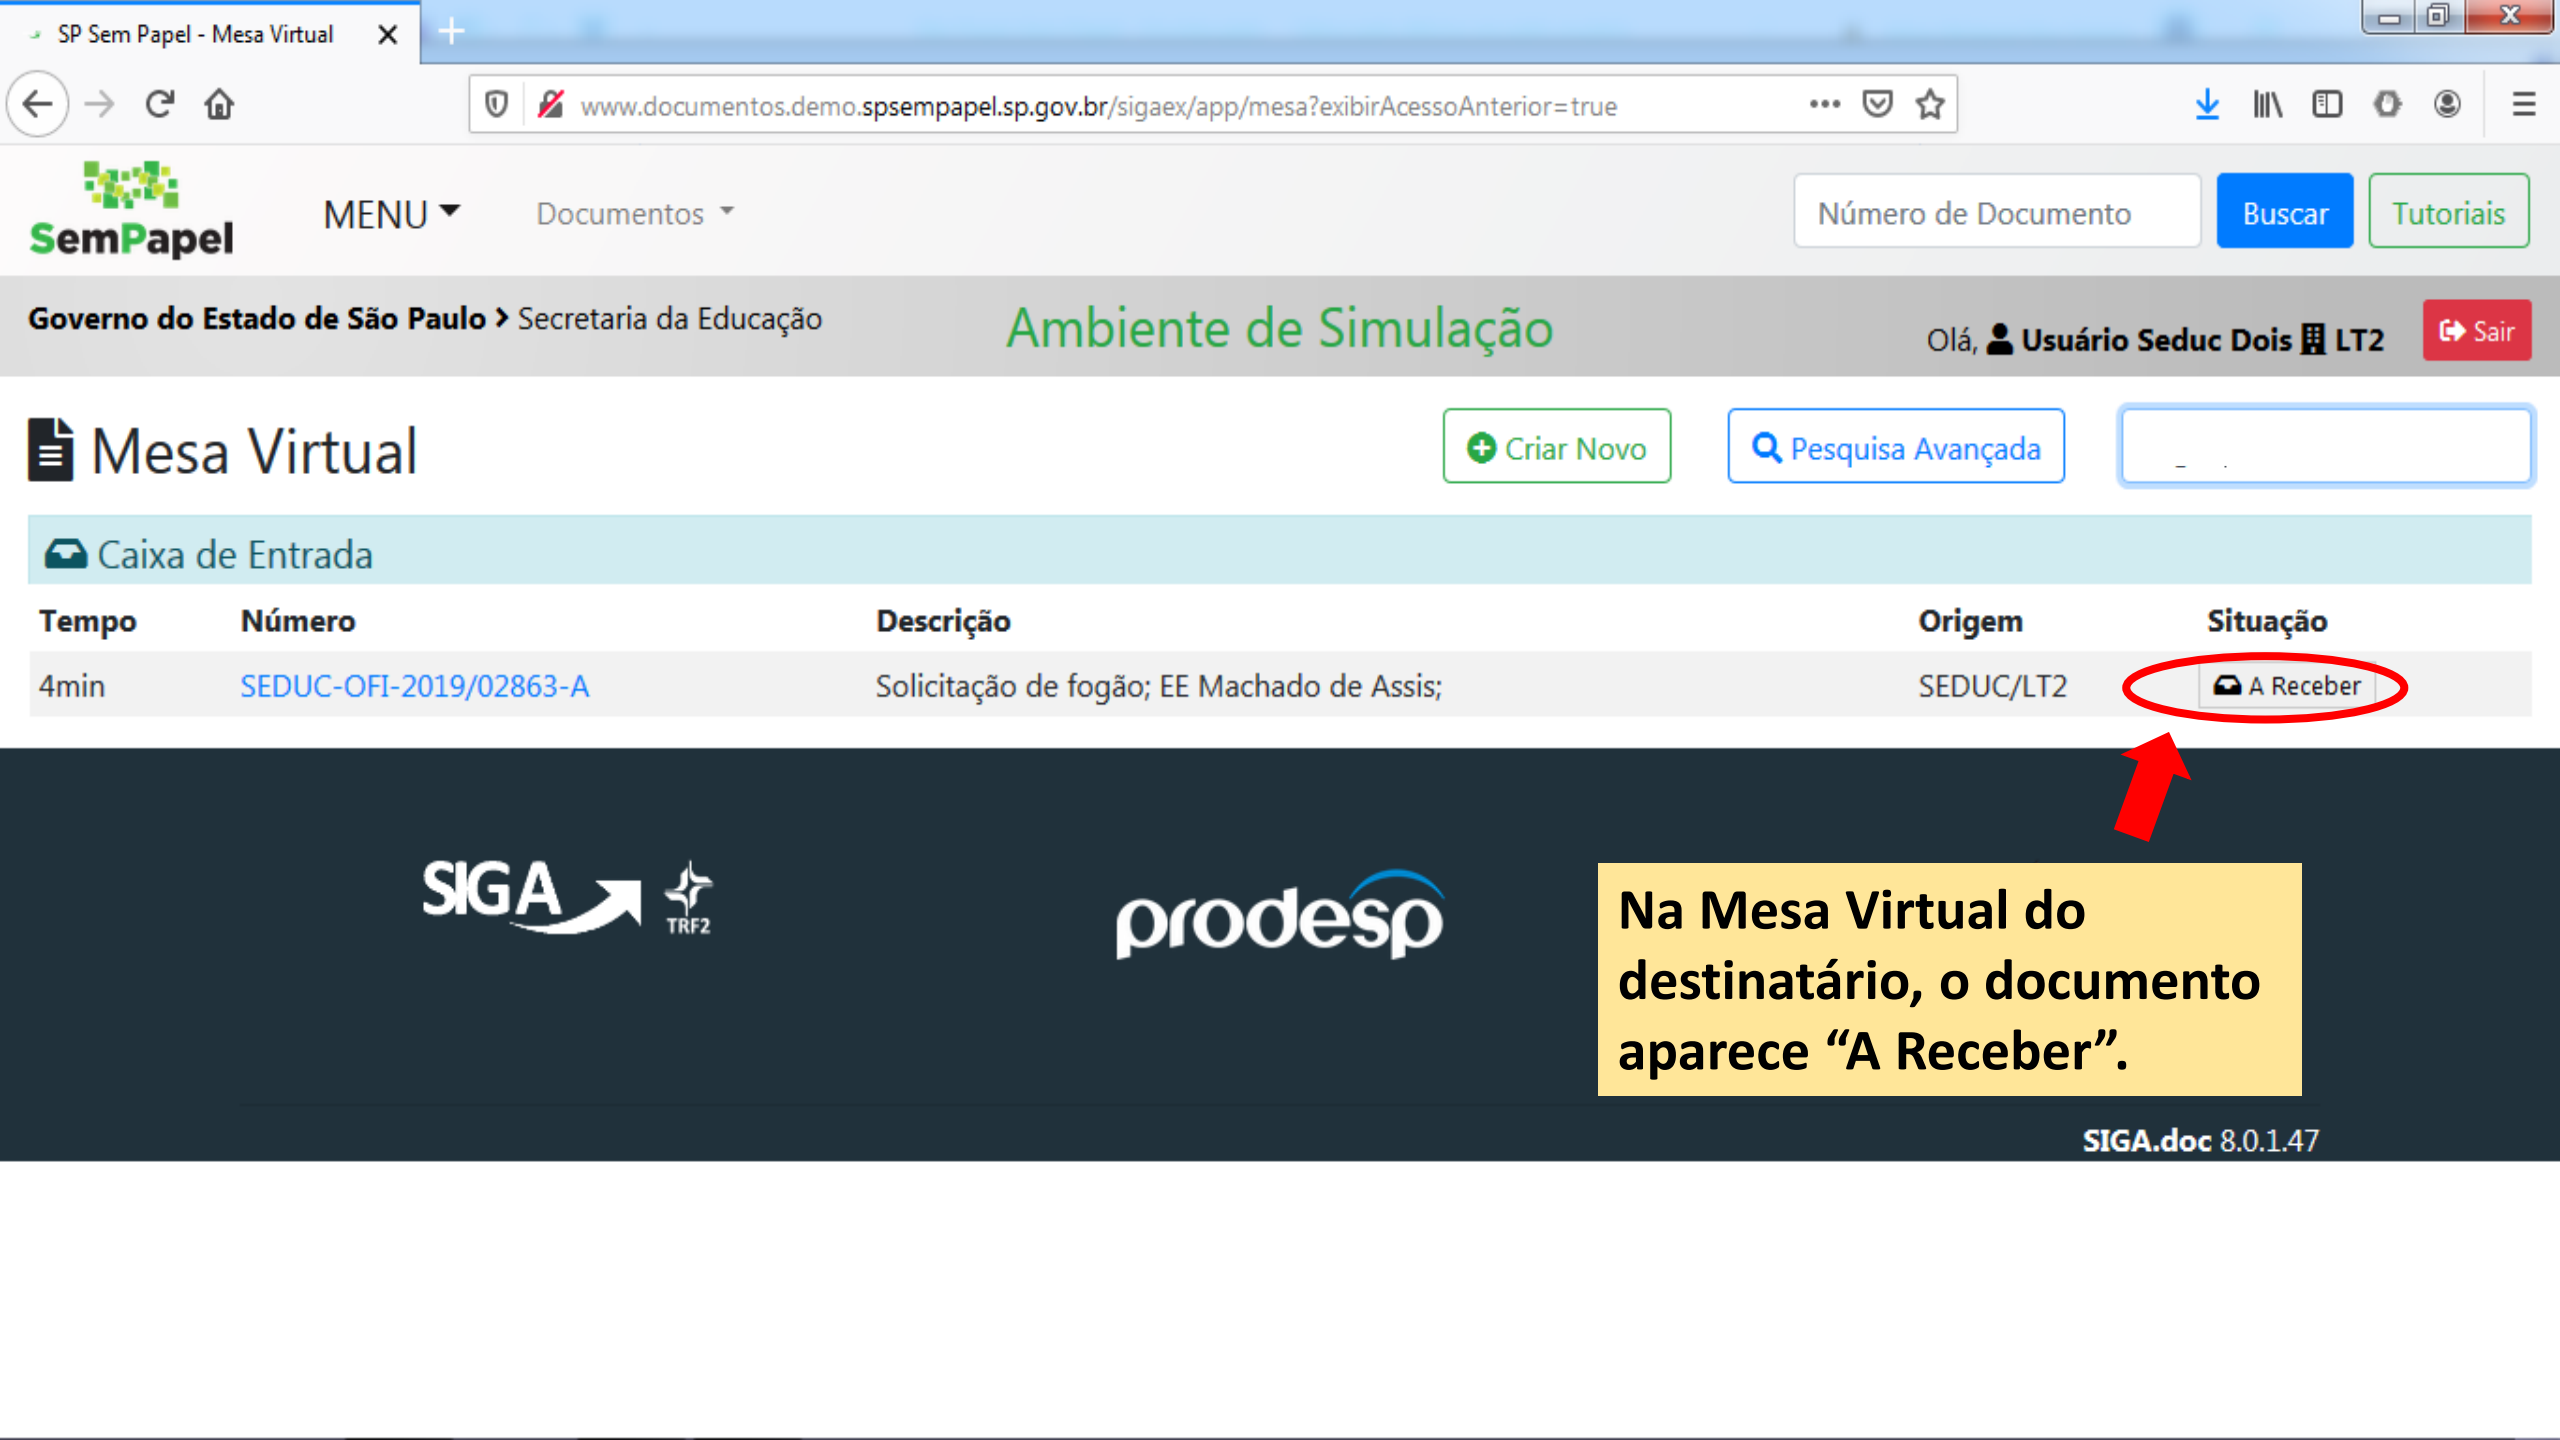 SP Sem Papel - Mesa Virtual
www.documentos.demo.spsempapel.sp.gov.br/sigaex/app/mesa?exibirAcessoAnterior=true
SemPapel
MENU
Documentos
Número de Documento
Buscar
Tutoriais
Governo do Estado de São Paulo > Secretaria da Educação
Ambiente de Simulação
Olá, Usuário Seduc Dois LT2
Sair
Mesa Virtual
Criar Novo
Pesquisa Avançada
Caixa de Entrada
Tempo Número Descrição Origem Situação
4min SEDUC-OFI-2019/02863-A Solicitação de fogão; EE Machado de Assis; SEDUC/LT2 A Receber
SIGA
TRF2
prodesp
Na Mesa Virtual do
destinatário, o documento
aparece “A Receber”.
SIGA.doc 8.0.1.47